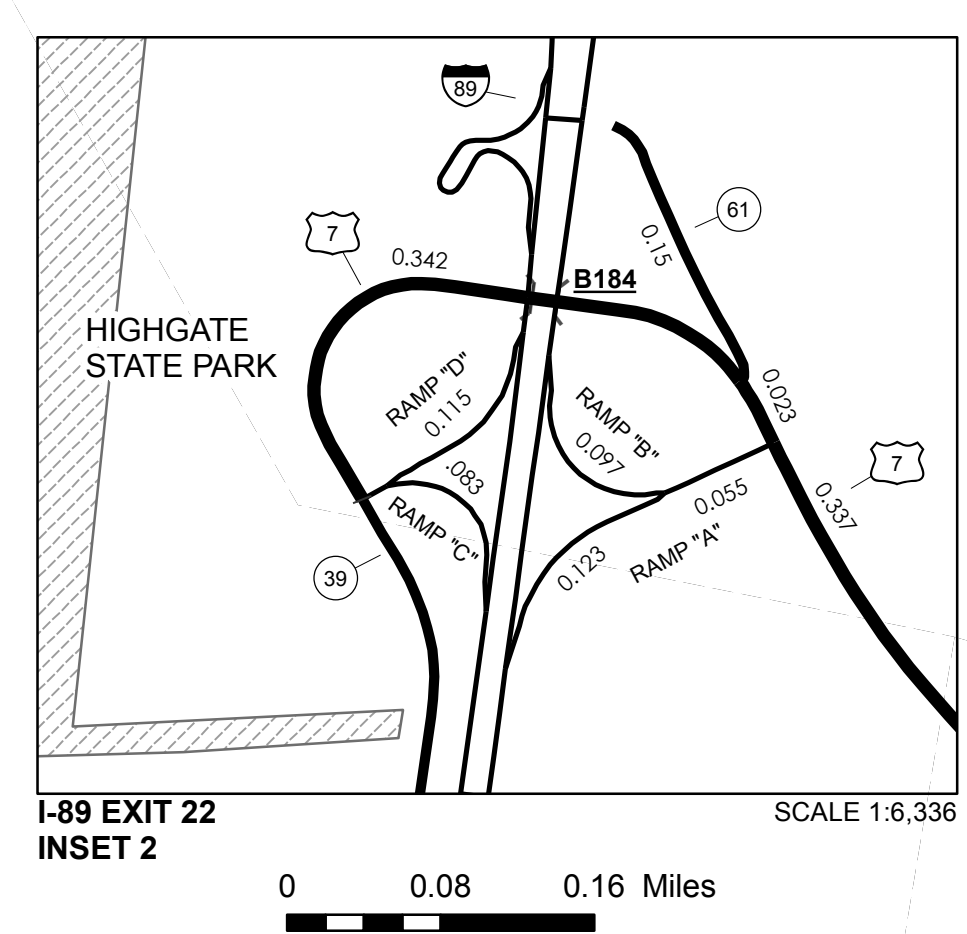 89
61
7
0.342
0.15
B184
HIGHGATE
STATE PARK
RAMP "D"
0.115
0.023
RAMP "B"
0.097
7
.083
0.055
0.337
RAMP "C"
RAMP "A"
0.123
39
I-89 EXIT 22
INSET 2
SCALE 1:6,336
0 0.08 0.16 Miles